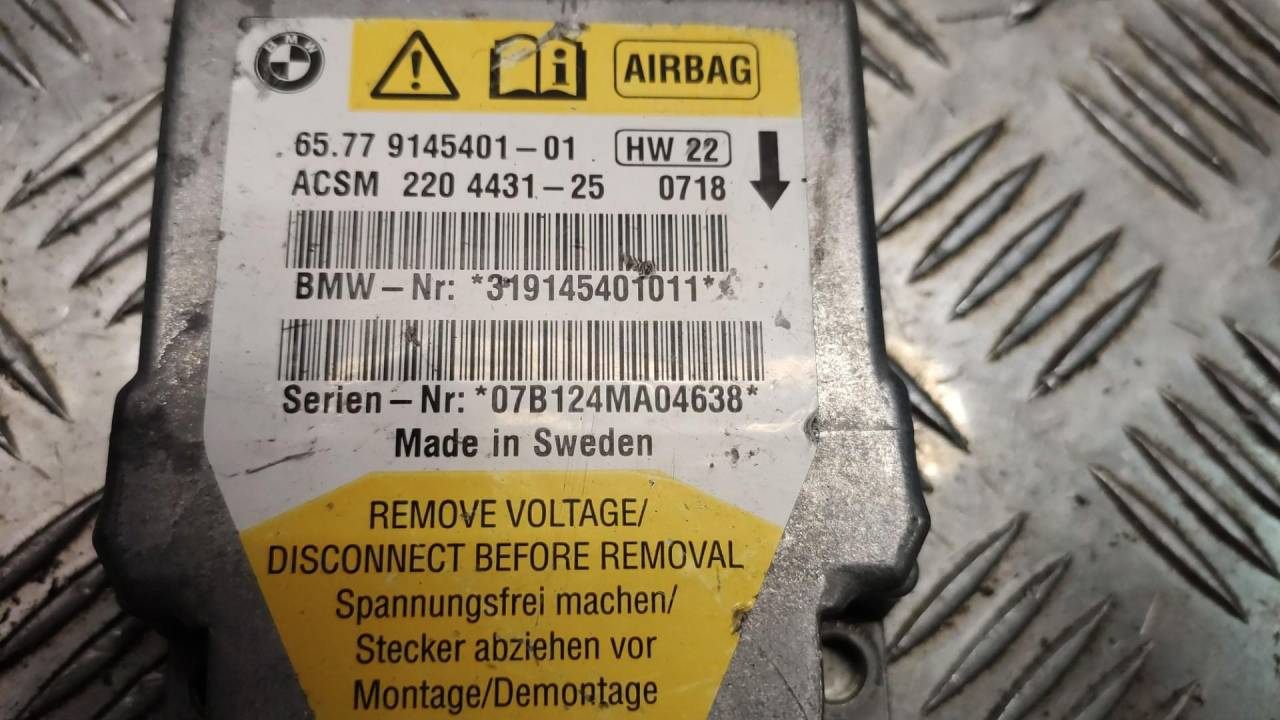 BMW
AIRBAG
65.77 9145401-01 HW 22
ACSM 220 4431-25 0718
BMW-Nr: *319145401011*
Serien-Nr: *07B124MA04638*
Made in Sweden
REMOVE VOLTAGE/
DISCONNECT BEFORE REMOVAL
Spannungsfrei machen/
Stecker abziehen vor
Montage/Demontage